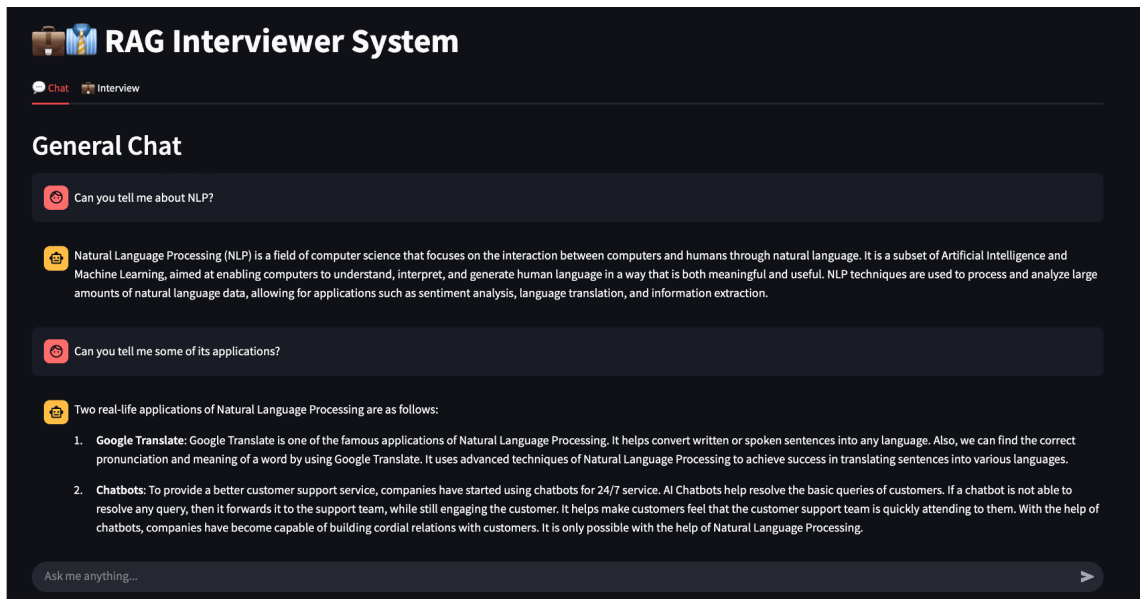 RAG Interviewer System
Chat Interview
General Chat
Can you tell me about NLP?
Natural Language Processing (NLP) is a field of computer science that focuses on the interaction between computers and humans through natural language. It is a subset of Artificial Intelligence and
Machine Learning, aimed at enabling computers to understand, interpret, and generate human language in a way that is both meaningful and useful. NLP techniques are used to process and analyze large
amounts of natural language data, allowing for applications such as sentiment analysis, language translation, and information extraction.
Can you tell me some of its applications?
Two real-life applications of Natural Language Processing are as follows:
1. Google Translate: Google Translate is one of the famous applications of Natural Language Processing. It helps convert written or spoken sentences into any language. Also, we can find the correct
pronunciation and meaning of a word by using Google Translate. It uses advanced techniques of Natural Language Processing to achieve success in translating sentences into various languages.
2. Chatbots: To provide a better customer support service, companies have started using chatbots for 24/7 service. AI Chatbots help resolve the basic queries of customers. If a chatbot is not able to
resolve any query, then it forwards it to the support team, while still engaging the customer. It helps make customers feel that the customer support team is quickly attending to them. With the help of
chatbots, companies have become capable of building cordial relations with customers. It is only possible with the help of Natural Language Processing.
Ask me anything...